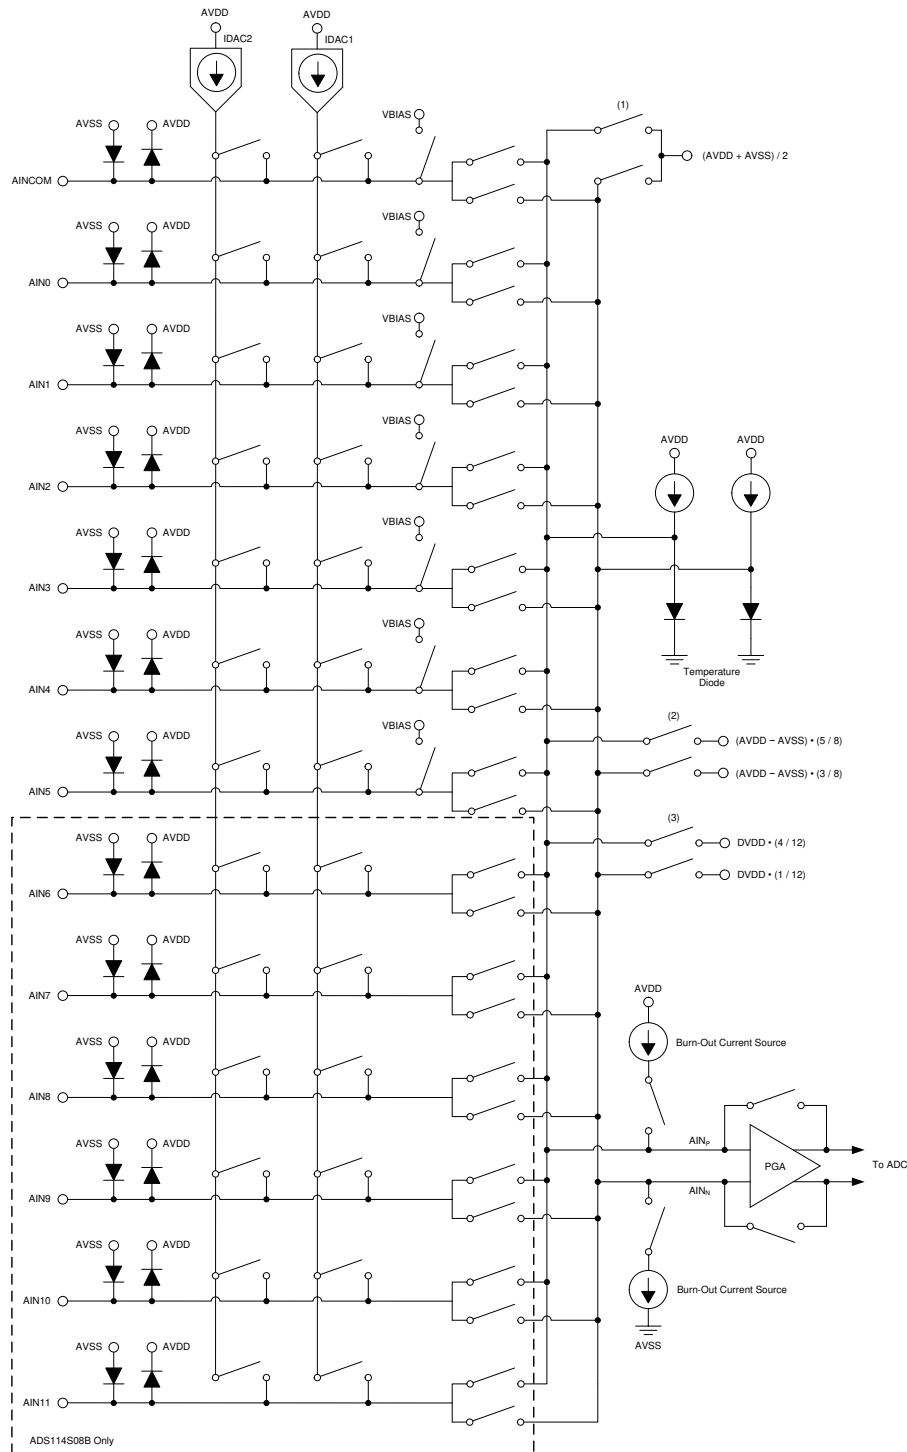 AVDD
AVDD
IDAC2
IDAC1
VBIAS
(1)
AVSS
AVDD
(AVDD + AVSS) / 2
AINCOM
VBIAS
AVSS
AVDD
AIN0
VBIAS
AVSS
AVDD
AIN1
VBIAS
AVSS
AVDD
AVDD
AVDD
AIN2
VBIAS
AVSS
AVDD
AIN3
VBIAS
AVSS
AVDD
Temperature
Diode
AIN4
VBIAS
(2)
AVSS
AVDD
(AVDD − AVSS) • (5 / 8)
(AVDD − AVSS) • (3 / 8)
AIN5
(3)
AVSS
AVDD
DVDD • (4 / 12)
DVDD • (1 / 12)
AIN6
AVSS
AVDD
AIN7
AVDD
AVSS
AVDD
Burn-Out Current Source
AIN8
AVSS
AVDD
AINP
PGA
To ADC
AIN9
AINN
AVSS
AVDD
Burn-Out Current Source
AIN10
AVSS
AVSS
AVDD
AIN11
ADS114S08B Only